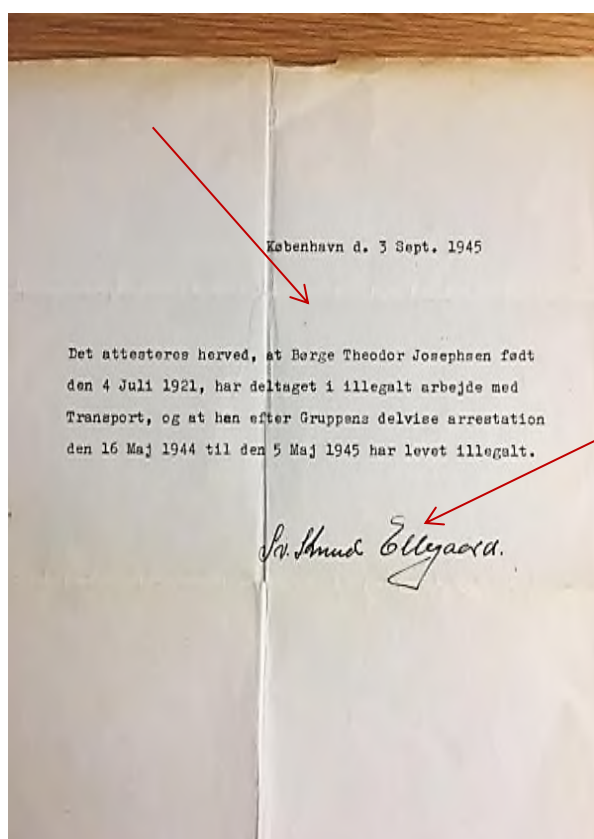 København d. 3 Sept. 1945
Det attesteres herved, at Børge Theodor Josephsen født
den 4 Juli 1921, har deltaget i illegalt arbejde med
Transport, og at han efter Gruppens delvise arrestation
den 16 Maj 1944 til den 5 Maj 1945 har levet illegalt.
Sv. Knud Ellegaard.